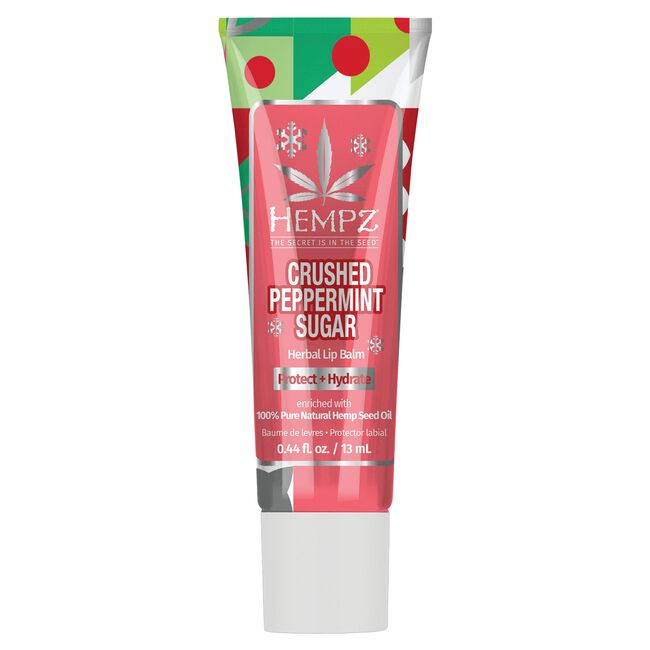 HEMPZ
THE SECRET IS IN THE SEED
CRUSHED
PEPPERMINT
SUGAR
Herbal Lip Balm
Protect + Hydrate
enriched with
100% Pure Natural Hemp Seed Oil
Baume de levres • Protector labial
0.44 fl. oz. / 13 mL